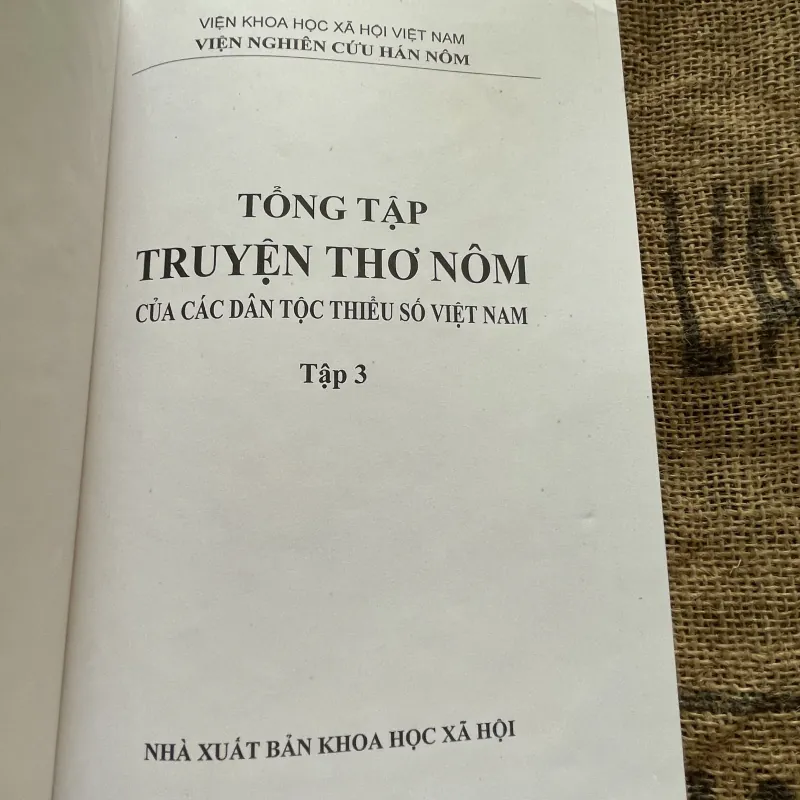 VIỆN KHOA HỌC XÃ HỘI VIỆT NAM
VIỆN NGHIÊN CỨU HÁN NÔM
TỔNG TẬP
TRUYỆN THƠ NÔM
CỦA CÁC DÂN TỘC THIỂU SỐ VIỆT NAM
Tập 3
NHÀ XUẤT BẢN KHOA HỌC XÃ HỘI